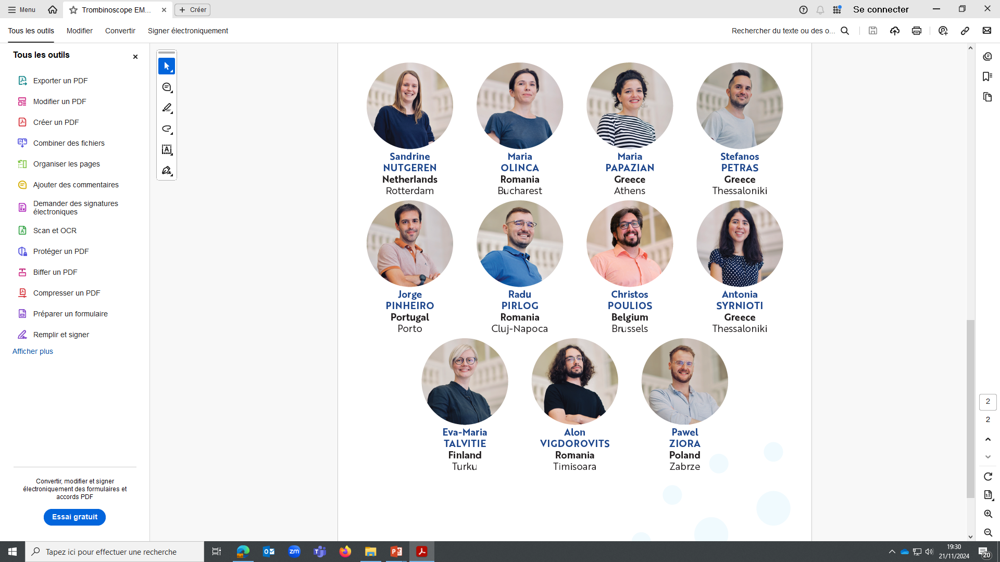 Menu
Trombinoscope EM...
Créer
Se connecter
Tous les outils
Modifier
Convertir
Signer électroniquement
Rechercher du texte ou des o...
Tous les outils
Exporter un PDF
Modifier un PDF
Créer un PDF
Combiner des fichiers
Organiser les pages
Ajouter des commentaires
Demander des signatures
électroniques
Scan et OCR
Protéger un PDF
Biffer un PDF
Compresser un PDF
Préparer un formulaire
Remplir et signer
Afficher plus
Convertir, modifier et signer
électroniquement des formulaires et
accords PDF
Essai gratuit
Sandrine
NUTGEREN
Netherlands
Rotterdam
Maria
OLINCA
Romania
Bucharest
Maria
PAPAZIAN
Greece
Athens
Stefanos
PETRAS
Greece
Thessaloniki
Jorge
PINHEIRO
Portugal
Porto
Radu
PIRLOG
Romania
Cluj-Napoca
Christos
POULIOS
Belgium
Brussels
Antonia
SYRNIOTI
Greece
Thessaloniki
Eva-Maria
TALVITIE
Finland
Turku
Alon
VIGDOROVITS
Romania
Timisoara
Pawel
ZIORA
Poland
Zabrze
2
2
1:1
Tapez ici pour effectuer une recherche
zm
19:30
21/11/2024
20